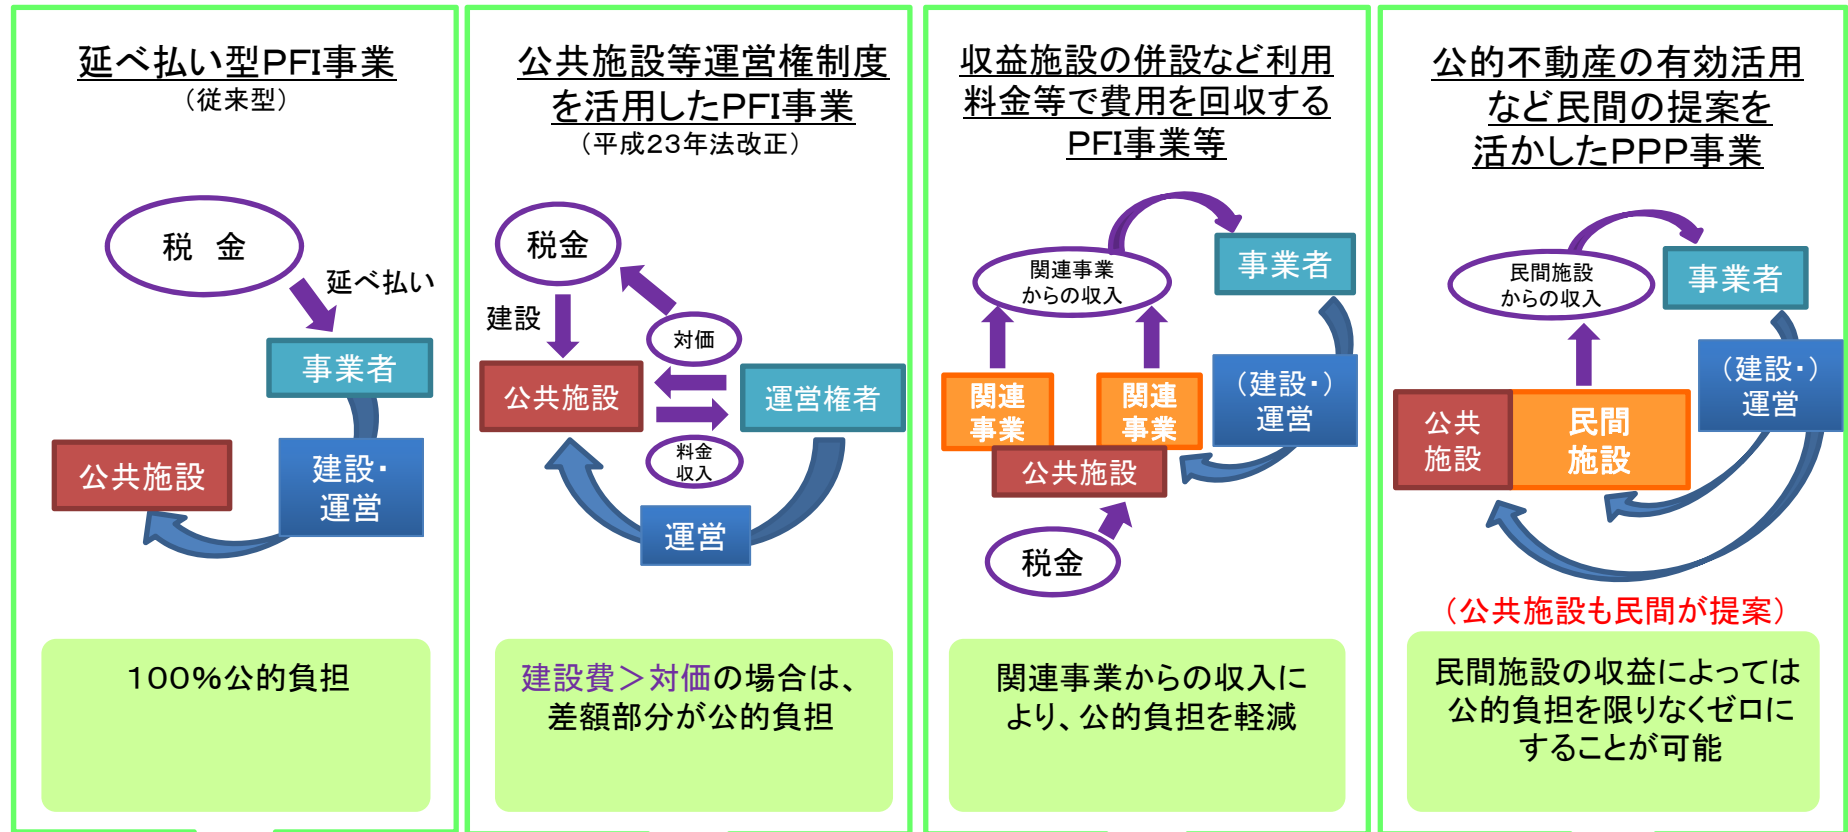 延べ払い型PFI事業
（従来型）
税　金
延べ払い
事業者
公共施設
建設・
運営
100%公的負担
公共施設等運営権制度
を活用したPFI事業
（平成23年法改正）
税金
建設
対価
公共施設
運営権者
料金
収入
運営
建設費＞対価の場合は、
差額部分が公的負担
収益施設の併設など利用
料金等で費用を回収する
PFI事業等
関連事業
からの収入
事業者
関連
事業
関連
事業
（建設・）
運営
公共施設
税金
関連事業からの収入に
より、公的負担を軽減
公的不動産の有効活用
など民間の提案を
活かしたPPP事業
民間施設
からの収入
事業者
（建設・）
運営
公共
施設
民間
施設
（公共施設も民間が提案）
民間施設の収益によっては
公的負担を限りなくゼロに
することが可能